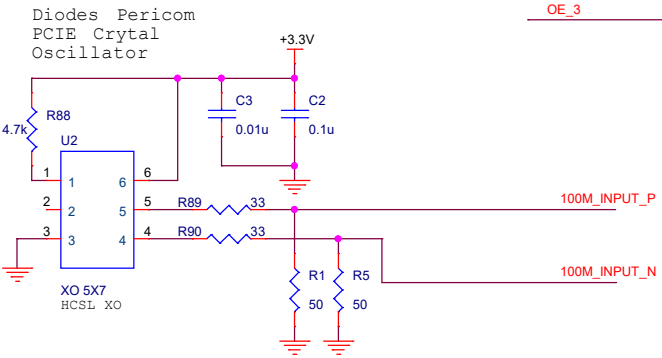 Diodes Pericom
PCIE Crytal
Oscillator
OE_3
+3.3V
R88
4.7k
C3
0.01u
C2
0.1u
U2
1 1 6 6
2 2 5 5
3 3 4 4
R89 33
R90 33
100M_INPUT_P
100M_INPUT_N
R1
50
R5
50
XO 5X7
HCSL XO